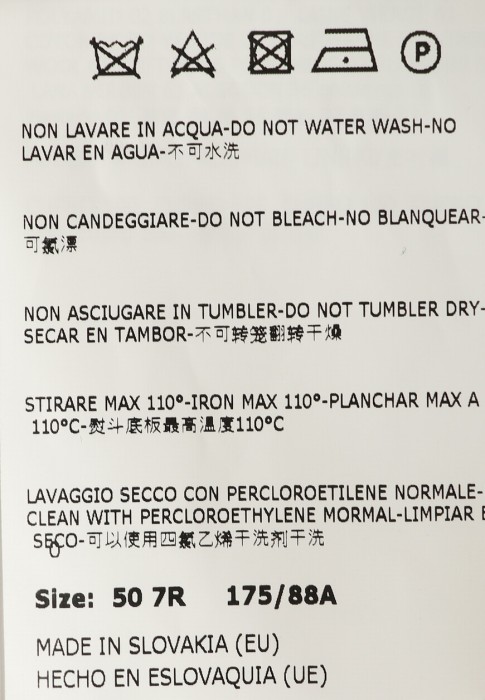 P
NON LAVARE IN ACQUA-DO NOT WATER WASH-NO
LAVAR EN AGUA-不可水洗
NON CANDEGGIARE-DO NOT BLEACH-NO BLANQUEAR-
可氯漂
NON ASCIUGARE IN TUMBLER-DO NOT TUMBLER DRY-
SECAR EN TAMBOR-不可转笼翻转干燥
STIRARE MAX 110°-IRON MAX 110°-PLANCHAR MAX A
110°C-熨斗底板最高温度110°C
LAVAGGIO SECCO CON PERCLOROETILENE NORMALE-
CLEAN WITH PERCLOROETHYLENE MORMAL-LIMPIAR E
SECO-可以使用四氯乙烯干洗剂干洗
Size: 50 7R 175/88A
MADE IN SLOVAKIA (EU)
HECHO EN ESLOVAQUIA (UE)